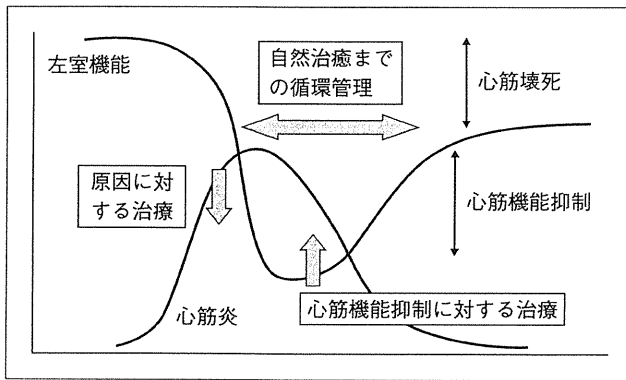 左室機能
自然治癒まで
の循環管理
心筋壊死
原因に対
する治療
心筋機能抑制
心筋炎
心筋機能抑制に対する治療